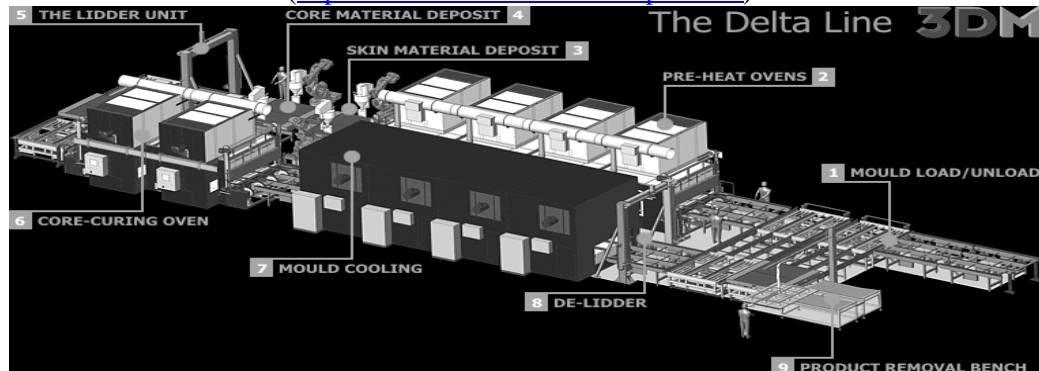 5 THE LIDDER UNIT
CORE MATERIAL DEPOSIT 4
The Delta Line 3DM
SKIN MATERIAL DEPOSIT 3
PRE-HEAT OVENS 2
1 MOULD LOAD/UNLOAD
6 CORE-CURING OVEN
7 MOULD COOLING
8 DE-LIDDER
9 PRODUCT REMOVAL BENCH